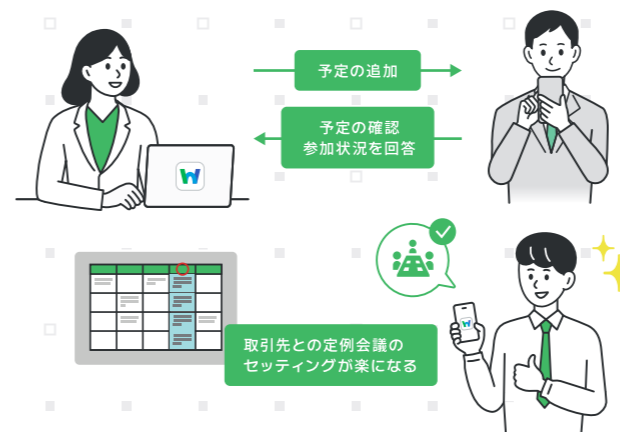 予定の追加
予定の確認
参加状況を回答
取引先との定例会議の
セッティングが楽になる